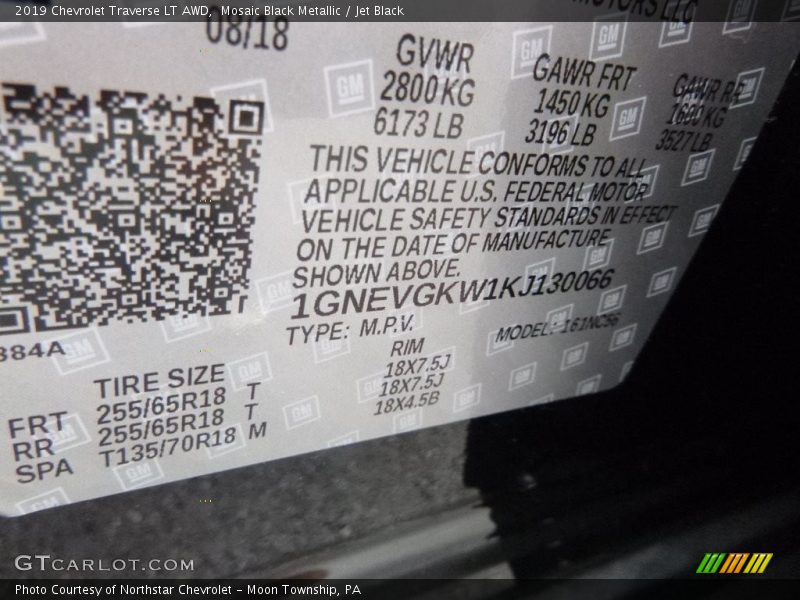 2019 Chevrolet Traverse LT AWD, Mosaic Black Metallic / Jet Black
MOTORS LLC
08/18
GVWR GAWR FRT GAWR RR
2800 KG 1450 KG 1600 KG
6173 LB 3196 LB 3527 LB
THIS VEHICLE CONFORMS TO ALL
APPLICABLE U.S. FEDERAL MOTOR
VEHICLE SAFETY STANDARDS IN EFFECT
ON THE DATE OF MANUFACTURE
SHOWN ABOVE.
1GNEVGKW1KJ130066
TYPE: M.P.V. MODEL: 161NC56
384A
TIRE SIZE RIM
FRT 255/65R18 T 18X7.5J
RR 255/65R18 T 18X7.5J
SPA T135/70R18 M 18X4.5B
GM
GTCARLOT.COM
Photo Courtesy of Northstar Chevrolet - Moon Township, PA